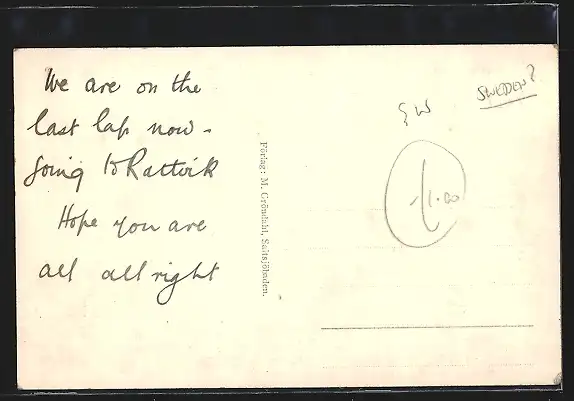 We are on the
last lap now -
going to Rattvik
Hope you are
all all right
Förlag: M. Gröndahl, Saltsjöbaden.
SW
SWEDEN?
1.00